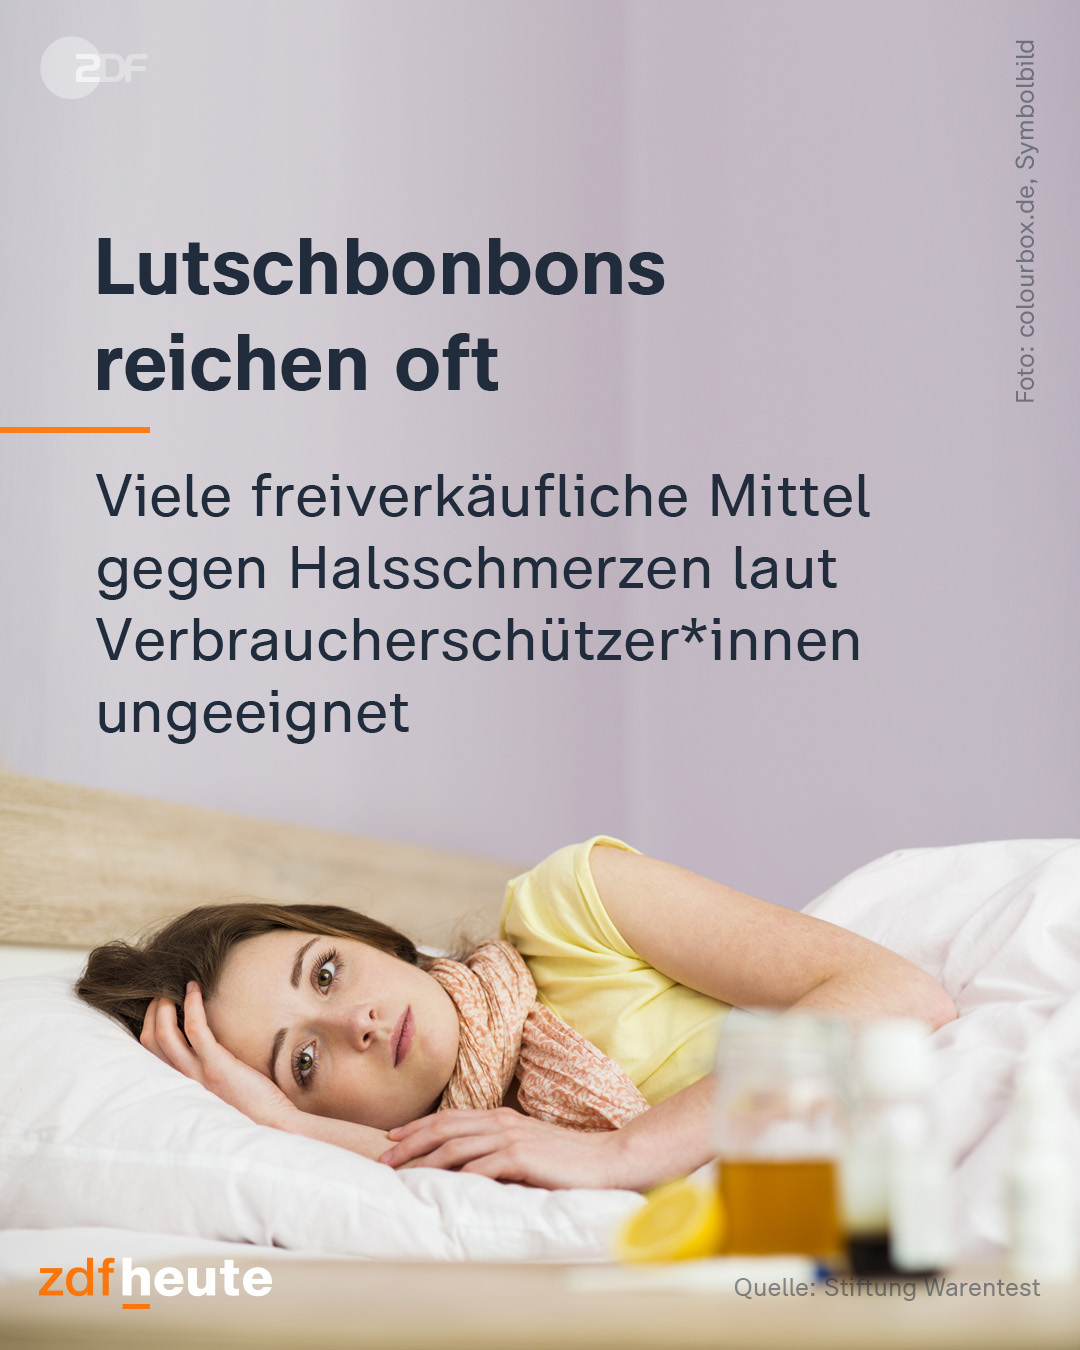 ZDF
Foto: colourbox.de, Symbolbild
Lutschbonbons
reichen oft
Viele freiverkäufliche Mittel
gegen Halsschmerzen laut
Verbraucherschützer*innen
ungeeignet
zdfheute
Quelle: Stiftung Warentest